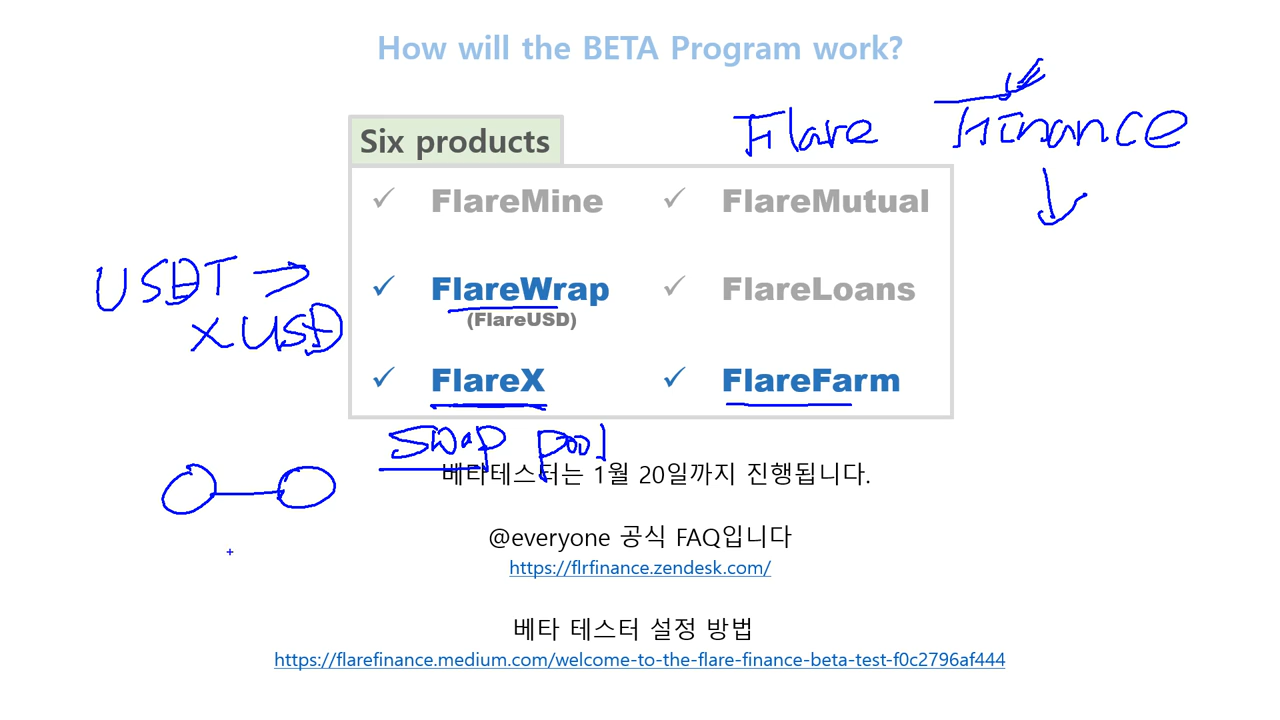 How will the BETA Program work?
Flare Finance
Six products
✓ FlareMine ✓ FlareMutual
USDT →
XUSD
✓ FlareWrap ✓ FlareLoans
(FlareUSD)
✓ FlareX ✓ FlareFarm
swap pool
베타테스터는 1월 20일까지 진행됩니다.
@everyone 공식 FAQ입니다
https://flrfinance.zendesk.com/
베타 테스터 설정 방법
https://flarefinance.medium.com/welcome-to-the-flare-finance-beta-test-f0c2796af444